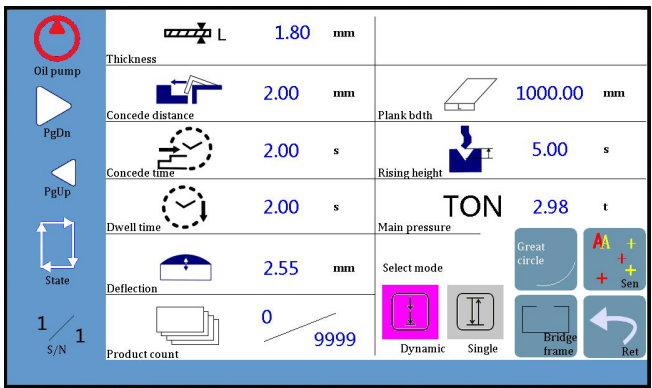 Oil pump
PgDn
PgUp
State
1/1
S/N
L
1.80 mm
Thickness
2.00 mm
Concede distance
2.00 s
Concede time
2.00 s
Dwell time
2.55 mm
Deflection
0
9999
Product count
L
1000.00 mm
Plank bdth
5.00 s
Rising height
TON 2.98 t
Main pressure
Select mode
Dynamic
Single
Great
circle
AA
Sen
Bridge
frame
Ret